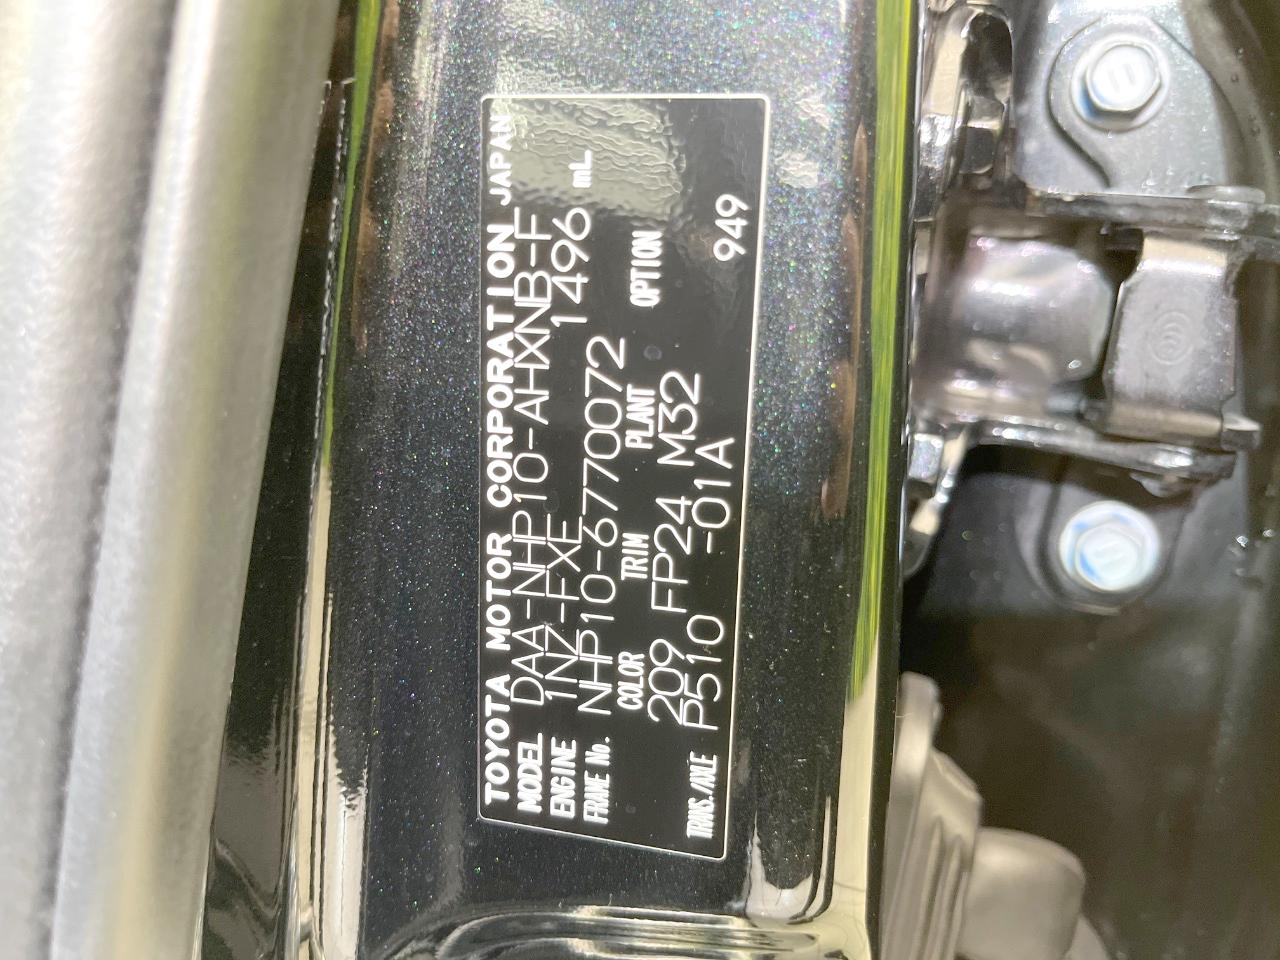 TOYOTA MOTOR CORPORATION JAPAN
MODEL DAA-NHP10-AHXNB-F
ENGINE 1NZ-FXE 1496 mL
FRAME No. NHP10-6770072
COLOR TRIM PLANT OPTION
209 FP24 M32
TRANS./AXLE P510 -01A 949